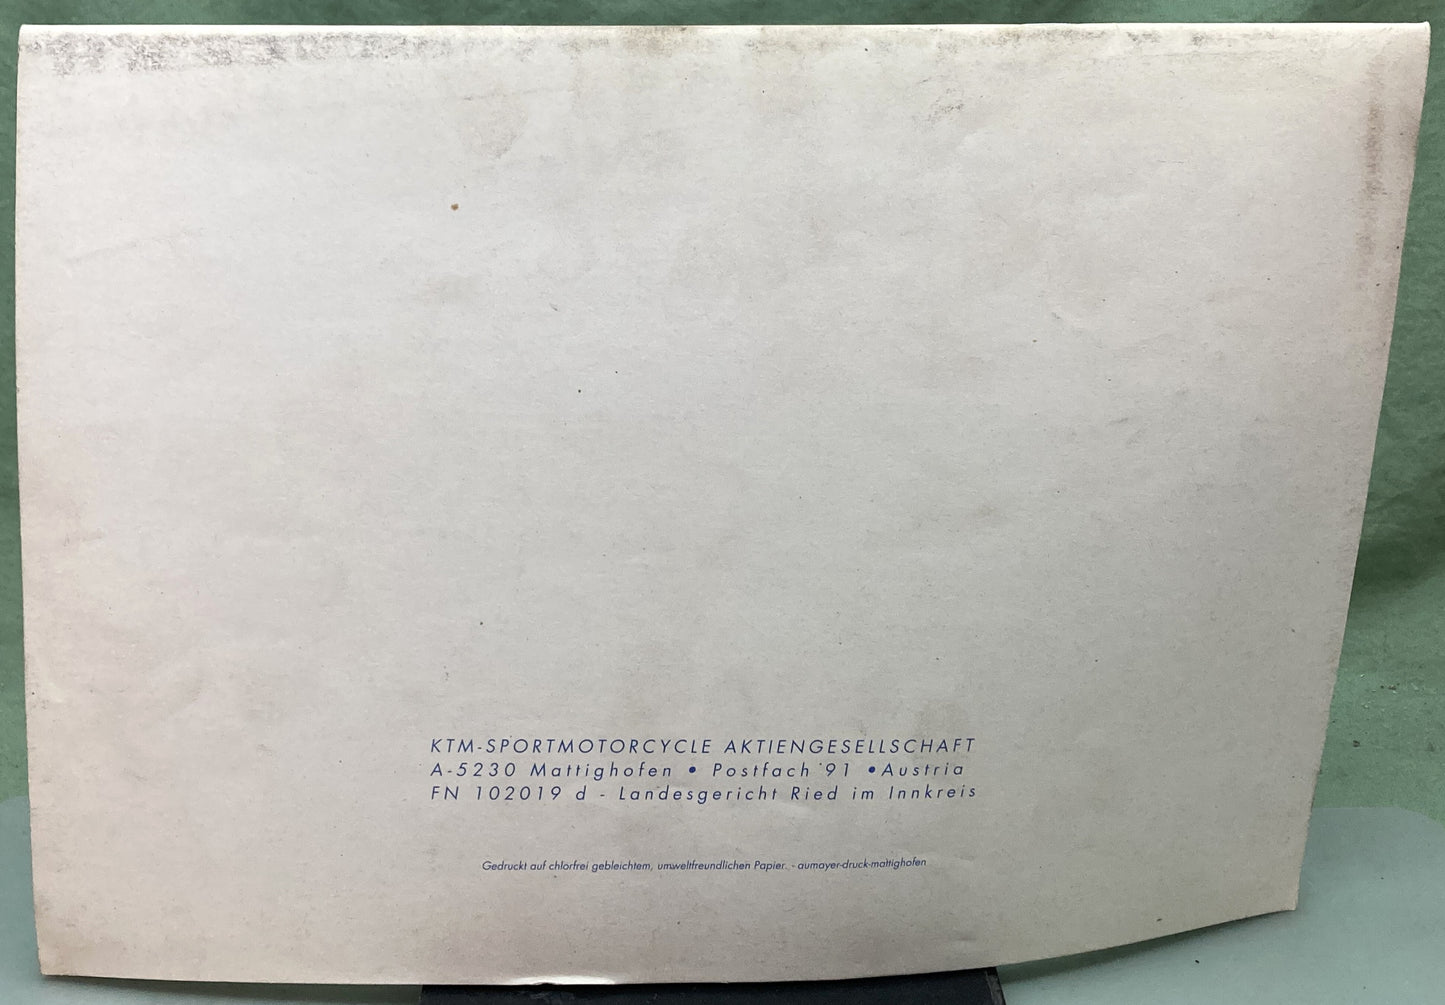 KTM-SPORTMOTORCYCLE AKTIENGESELLSCHAFT
A-5230 Mattighofen • Postfach 91 • Austria
FN 102019 d - Landesgericht Ried im Innkreis
Gedruckt auf chlorfrei gebleichtem, umweltfreundlichen Papier. - aumayer-druck-mattighofen